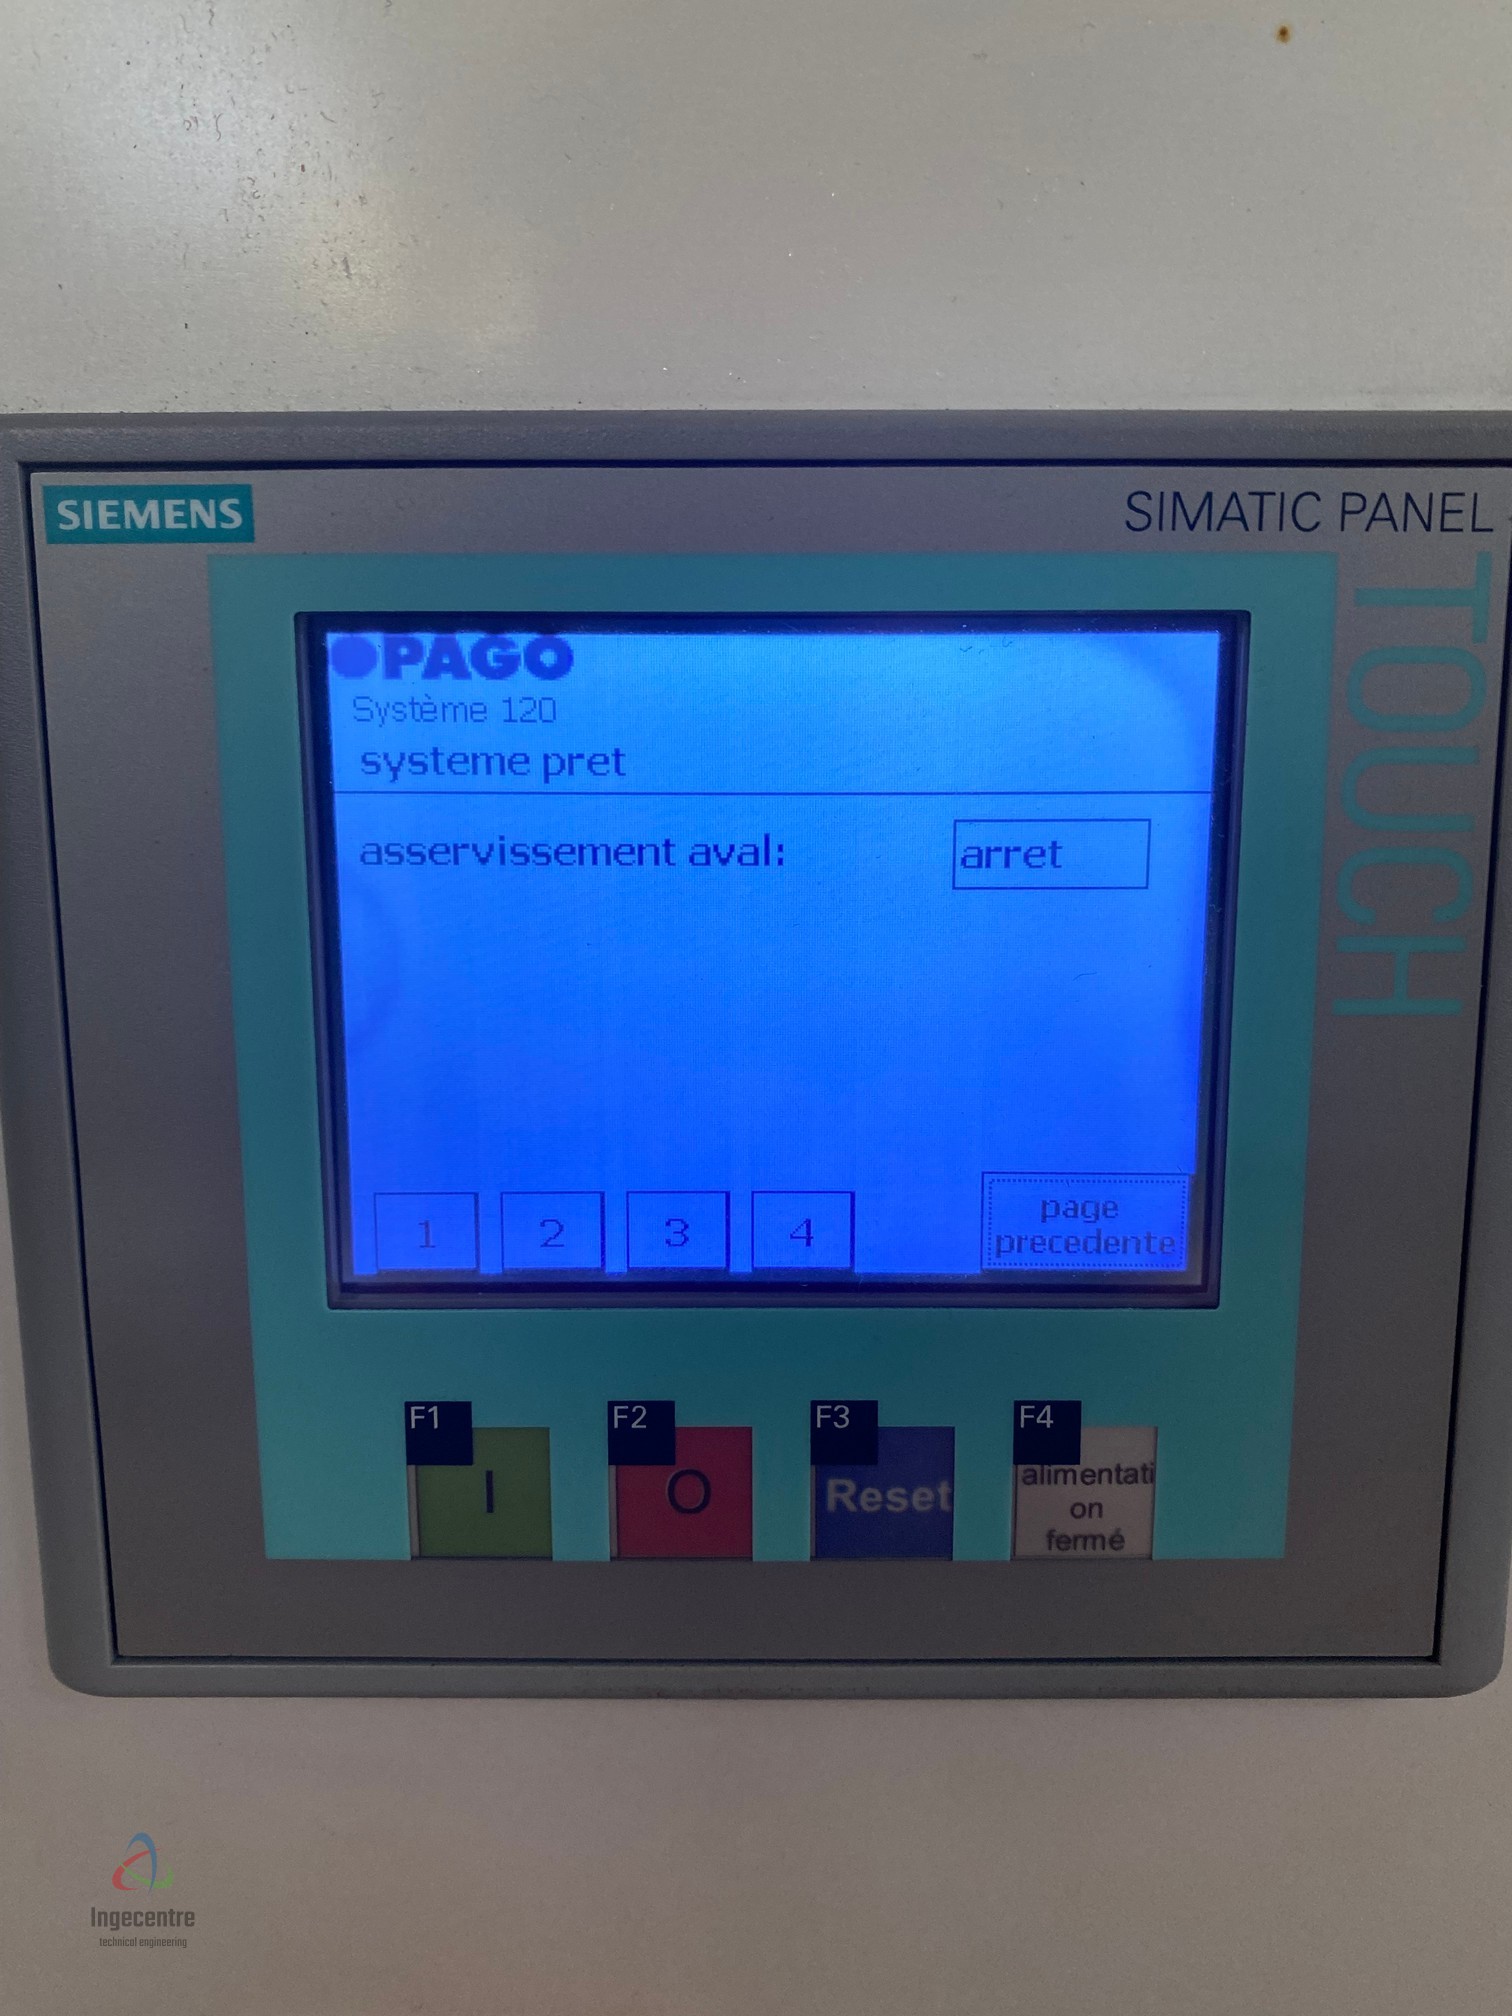 SIEMENS
SIMATIC PANEL
TOUCH
PAGO
Système 120
systeme pret
asservissement aval:
arret
1
2
3
4
page
precedente
F1
F2
F3
F4
I
O
Reset
alimentati
on
fermé
Ingecentre
technical engineering